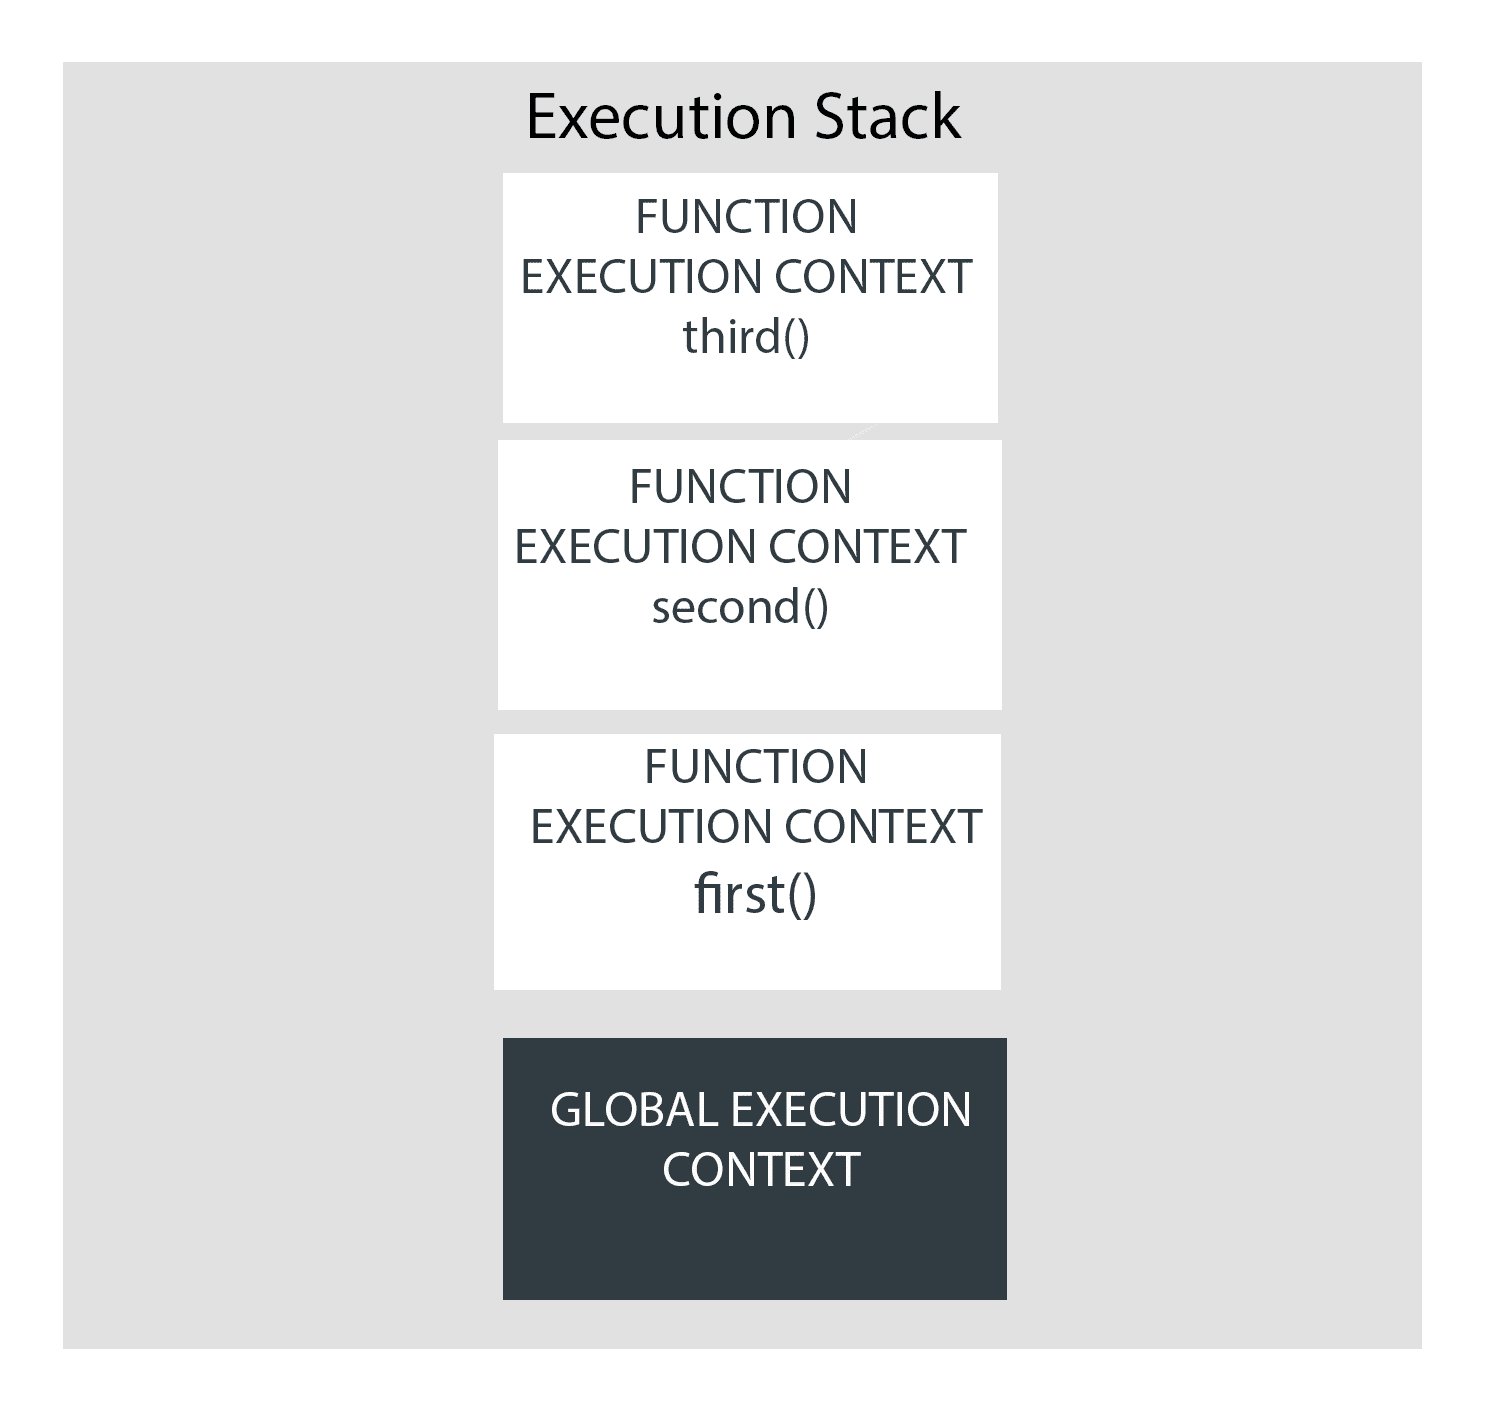 Execution Stack
FUNCTION
EXECUTION CONTEXT
third()
FUNCTION
EXECUTION CONTEXT
second()
FUNCTION
EXECUTION CONTEXT
first()
GLOBAL EXECUTION
CONTEXT